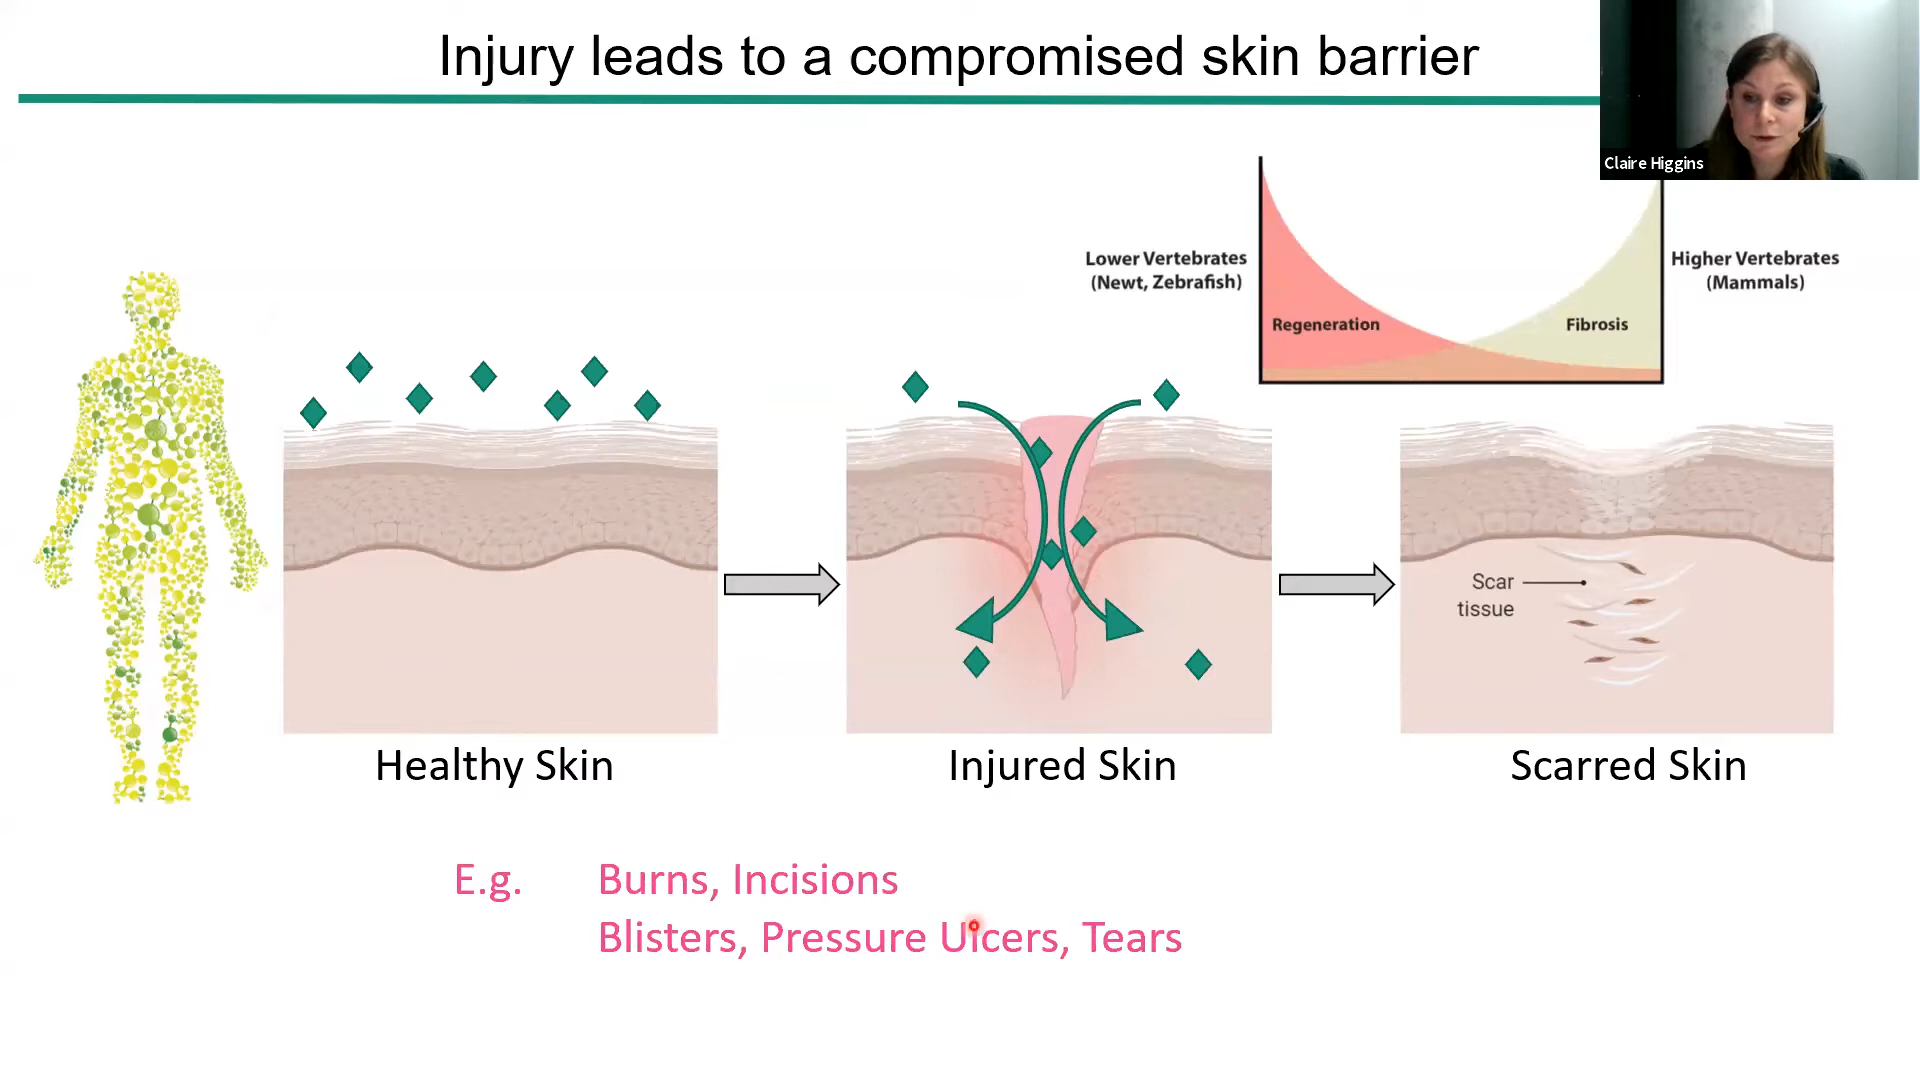 Injury leads to a compromised skin barrier
Claire Higgins
Lower Vertebrates
(Newt, Zebrafish)
Higher Vertebrates
(Mammals)
Regeneration
Fibrosis
Scar
tissue
Healthy Skin
Injured Skin
Scarred Skin
E.g. Burns, Incisions
Blisters, Pressure Ulcers, Tears